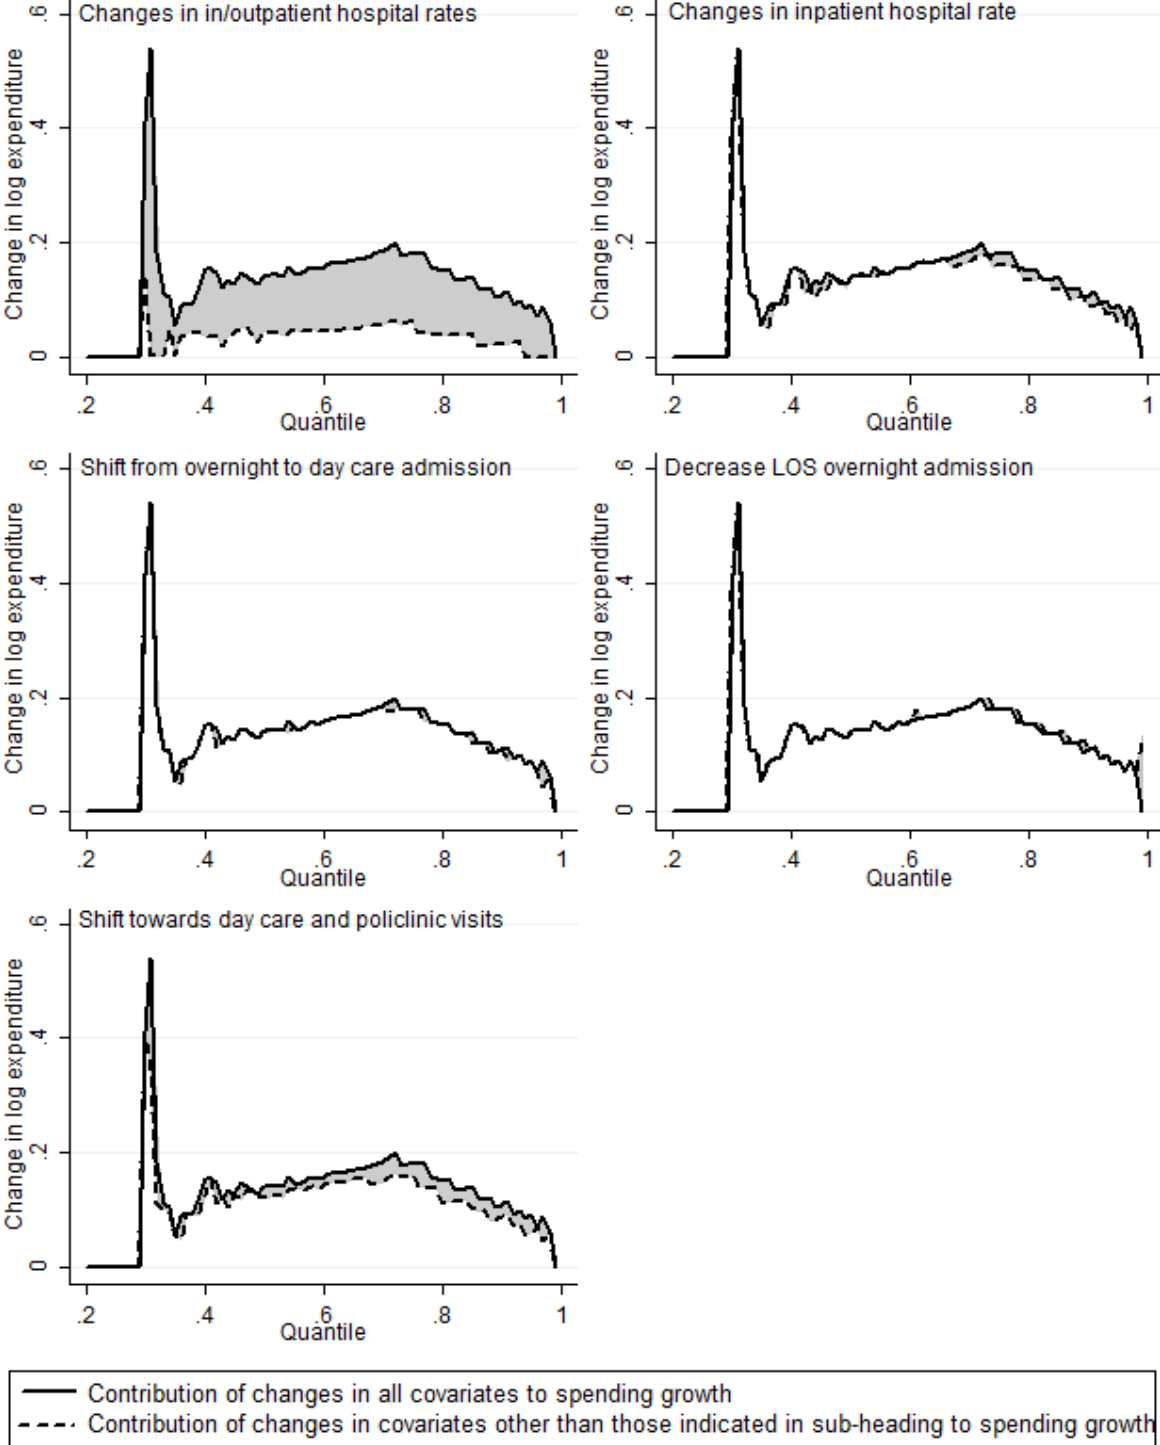 Changes in in/outpatient hospital rates
Change in log expenditure
0 .2 .4 .6
.2 .4 .6 .8 1
Quantile
Changes in inpatient hospital rate
Change in log expenditure
0 .2 .4 .6
.2 .4 .6 .8 1
Quantile
Shift from overnight to day care admission
Change in log expenditure
0 .2 .4 .6
.2 .4 .6 .8 1
Quantile
Decrease LOS overnight admission
Change in log expenditure
0 .2 .4 .6
.2 .4 .6 .8 1
Quantile
Shift towards day care and policlinic visits
Change in log expenditure
0 .2 .4 .6
.2 .4 .6 .8 1
Quantile
Contribution of changes in all covariates to spending growth
Contribution of changes in covariates other than those indicated in sub-heading to spending growth